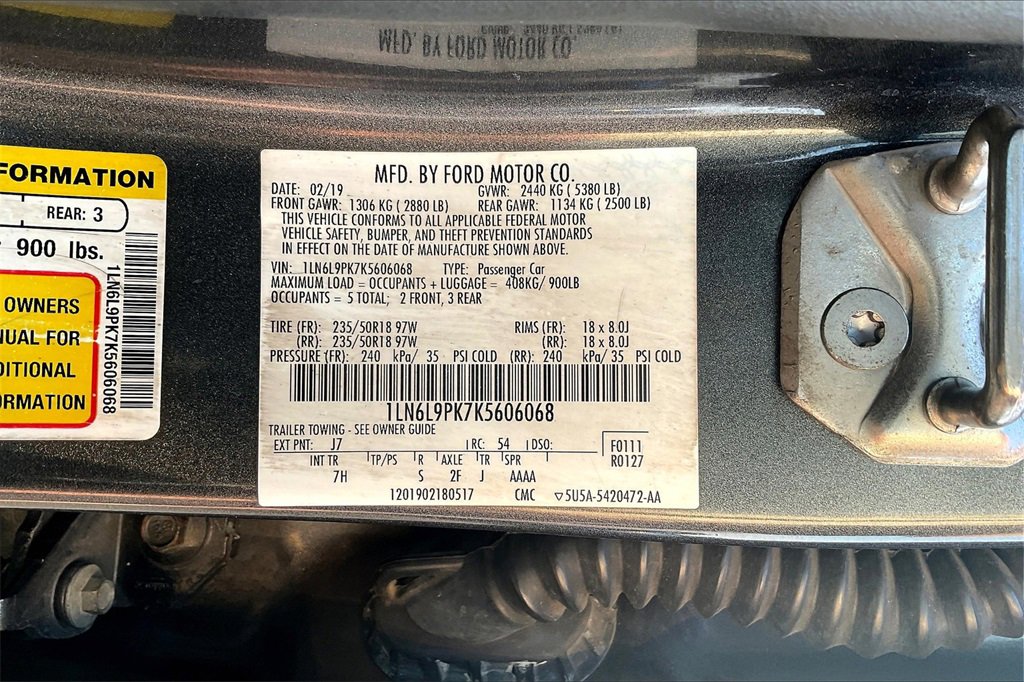 MFD. BY FORD MOTOR CO.
FORMATION
REAR: 3
900 lbs.
OWNERS
NUAL FOR
DITIONAL
ORMATION
1LN6L9PK7K5606068
MFD. BY FORD MOTOR CO.
DATE: 02/19 GVWR: 2440 KG ( 5380 LB)
FRONT GAWR: 1306 KG ( 2880 LB) REAR GAWR: 1134 KG ( 2500 LB)
THIS VEHICLE CONFORMS TO ALL APPLICABLE FEDERAL MOTOR
VEHICLE SAFETY, BUMPER, AND THEFT PREVENTION STANDARDS
IN EFFECT ON THE DATE OF MANUFACTURE SHOWN ABOVE.
VIN: 1LN6L9PK7K5606068 TYPE: Passenger Car
MAXIMUM LOAD = OCCUPANTS + LUGGAGE = 408KG/ 900LB
OCCUPANTS = 5 TOTAL; 2 FRONT, 3 REAR
TIRE (FR): 235/50R18 97W RIMS (FR): 18 x 8.0J
(RR): 235/50R18 97W (RR): 18 x 8.0J
PRESSURE (FR): 240 kPa/ 35 PSI COLD (RR): 240 kPa/ 35 PSI COLD
1LN6L9PK7K5606068
TRAILER TOWING - SEE OWNER GUIDE
EXT PNT: J7 RC: 54 DSO: F0111
INT TR TP/PS R AXLE TR SPR R0127
7H S 2F J AAAA
1201902180517 CMC ▽5U5A-5420472-AA